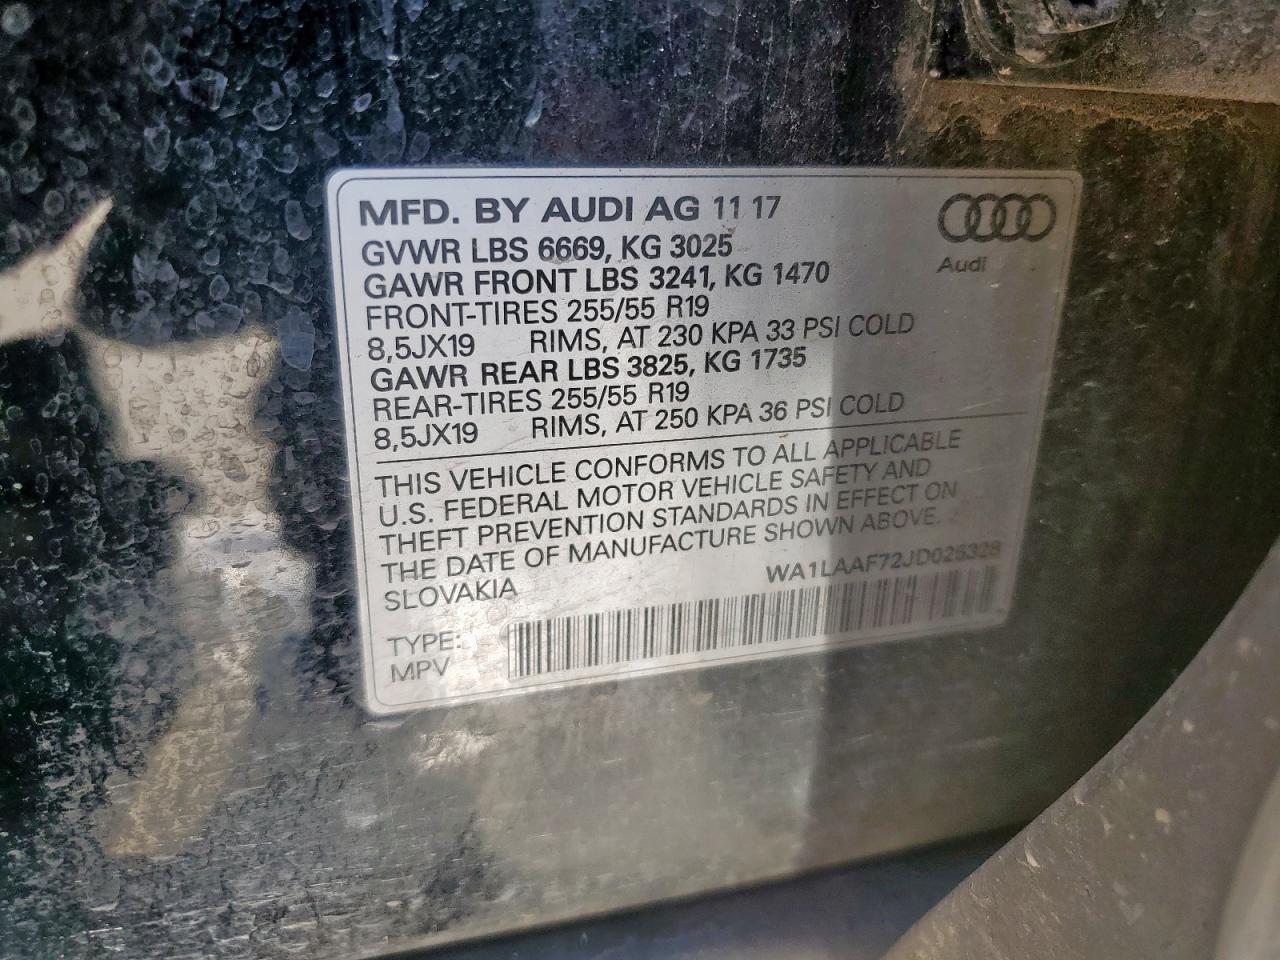 MFD. BY AUDI AG 11 17
GVWR LBS 6669, KG 3025
GAWR FRONT LBS 3241, KG 1470
FRONT-TIRES 255/55 R19
8,5JX19 RIMS, AT 230 KPA 33 PSI COLD
GAWR REAR LBS 3825, KG 1735
REAR-TIRES 255/55 R19
8,5JX19 RIMS, AT 250 KPA 36 PSI COLD
Audi
THIS VEHICLE CONFORMS TO ALL APPLICABLE
U.S. FEDERAL MOTOR VEHICLE SAFETY AND
THEFT PREVENTION STANDARDS IN EFFECT ON
THE DATE OF MANUFACTURE SHOWN ABOVE.
SLOVAKIA
WA1LAAF72JD026328
TYPE:
MPV